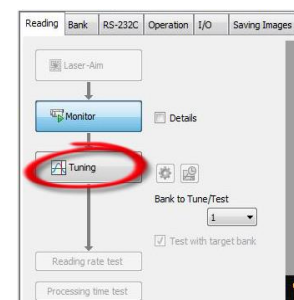 Reading Bank RS-232C Operation I/O Saving Images
Laser-Aim
Monitor
Details
Tuning
Bank to Tune/Test
1
Test with target bank
Reading rate test
Processing time test